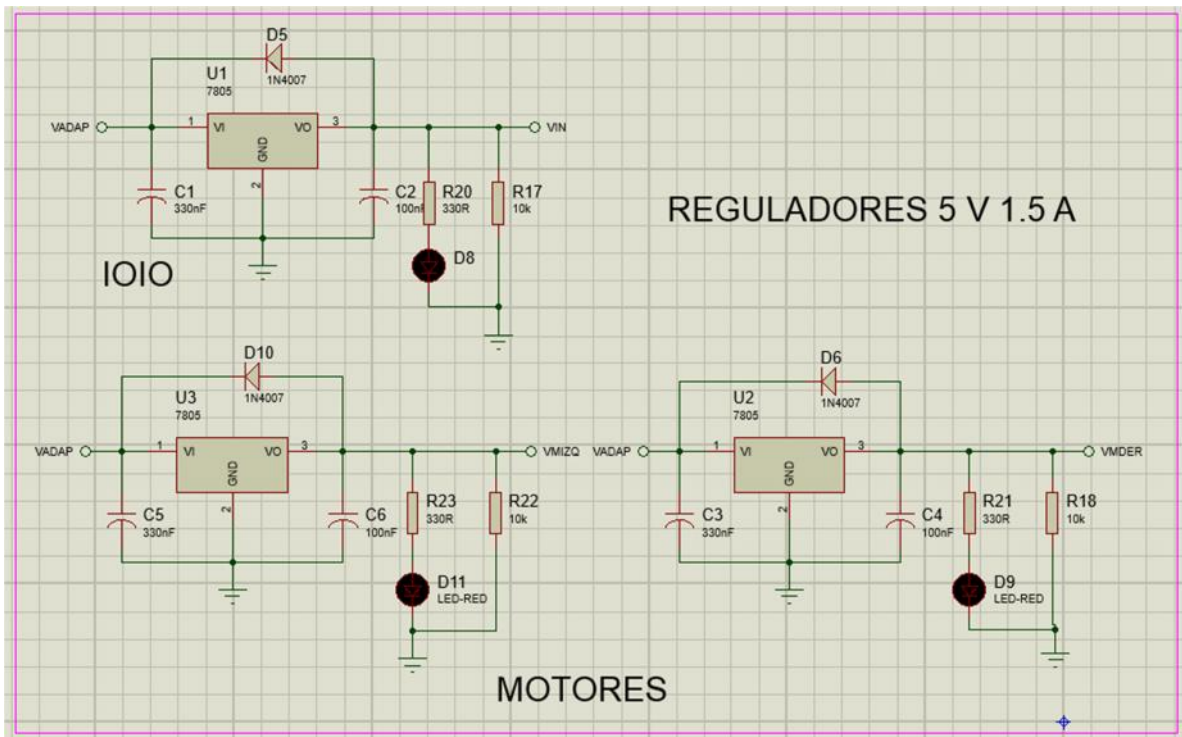 D5
1N4007
U1
7805
VADAP
1
VI
VO
3
VIN
GND
2
C1
330nF
C2
100nF
R20
330R
R17
10k
D8
REGULADORES 5 V 1.5 A
IOIO
D10
1N4007
U3
7805
VADAP
1
VI
VO
3
VMIZQ
GND
2
C5
330nF
C6
100nF
R23
330R
R22
10k
D11
LED-RED
D6
1N4007
U2
7805
VADAP
1
VI
VO
3
VMDER
GND
2
C3
330nF
C4
100nF
R21
330R
R18
10k
D9
LED-RED
MOTORES